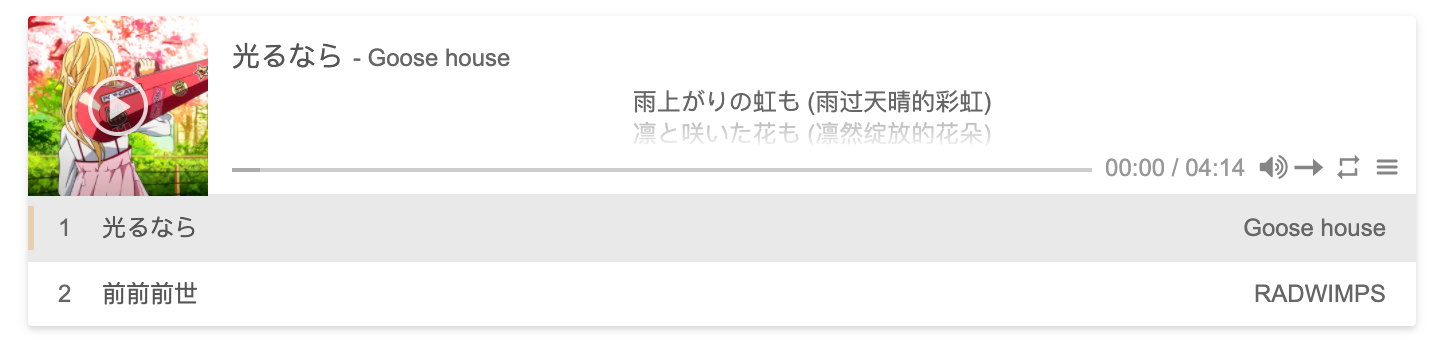 光るなら - Goose house
雨上がりの虹も (雨过天晴的彩虹)
凛と咲いた花も (凛然绽放的花朵)
00:00 / 04:14
1 光るなら Goose house
2 前前前世 RADWIMPS